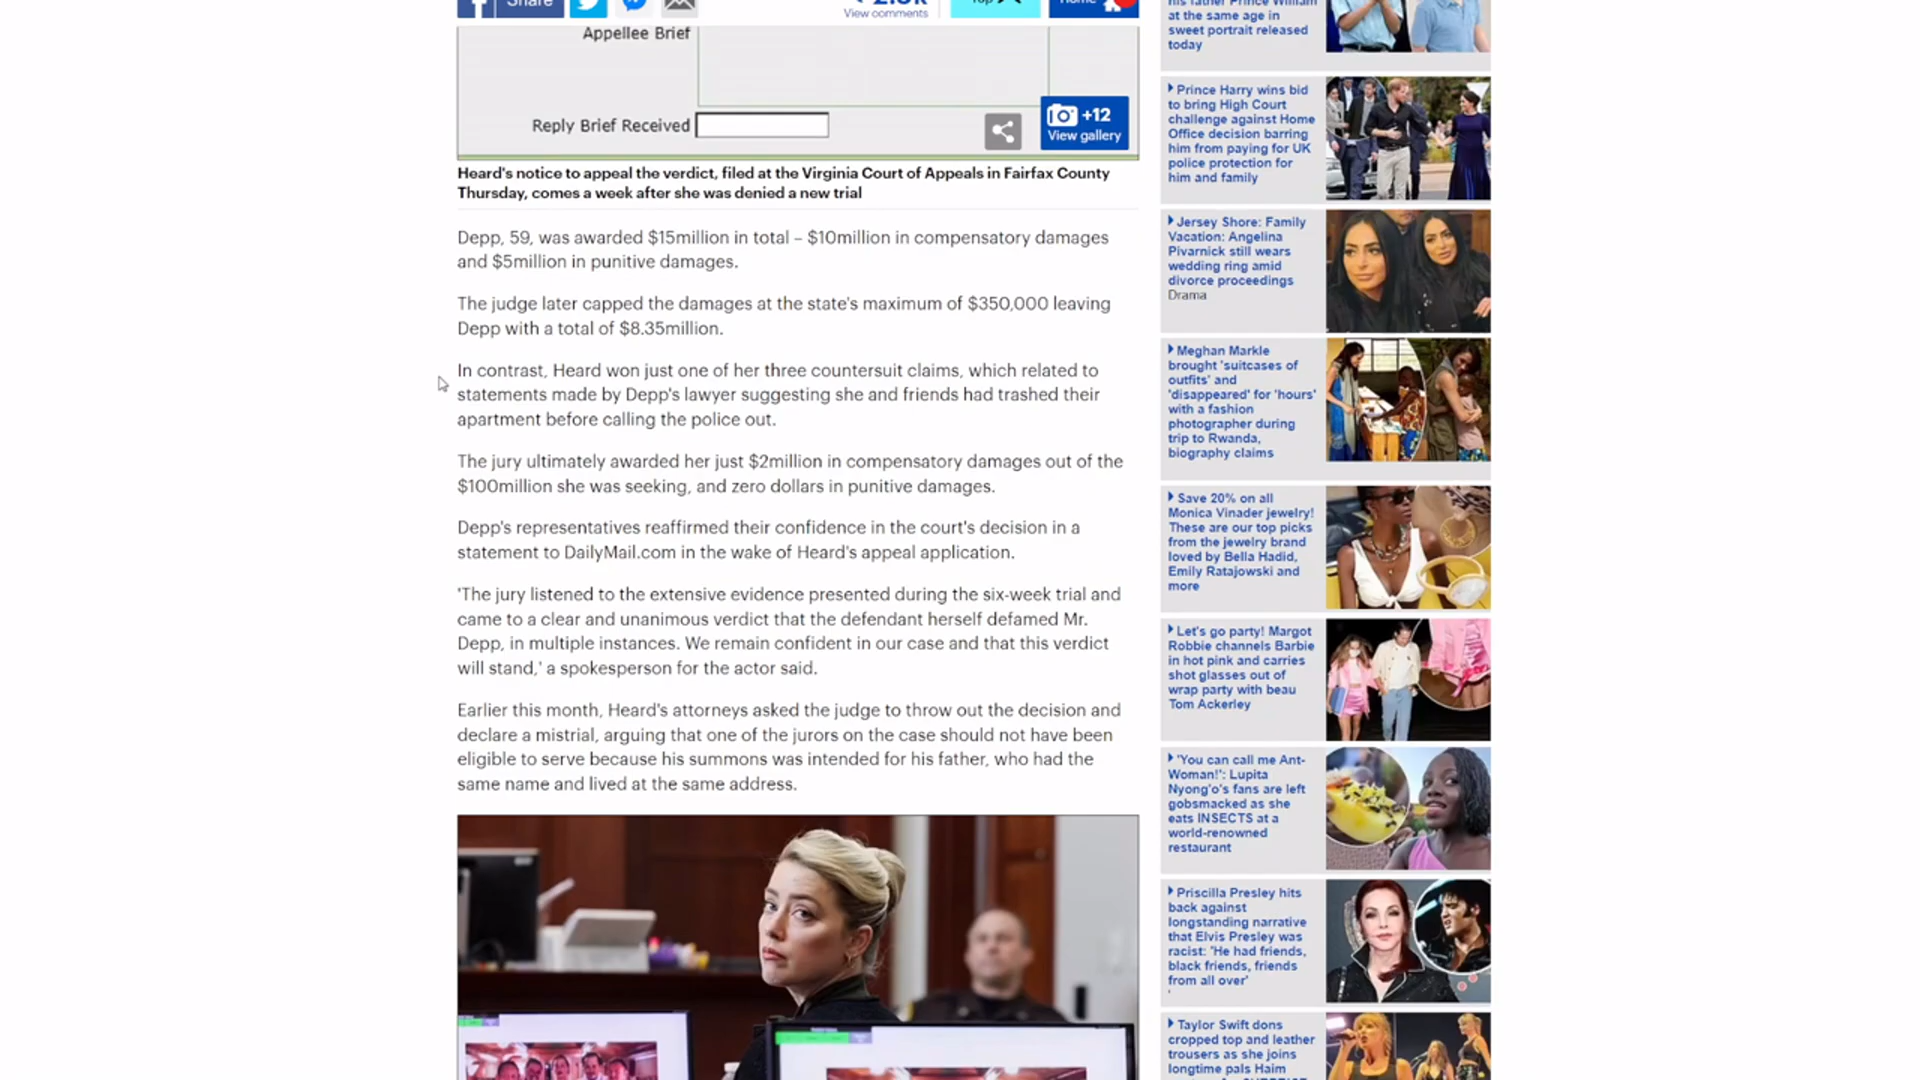 Share
2.0k
View comments
Top
Home
Appellee Brief
Reply Brief Received
+12
View gallery
Heard's notice to appeal the verdict, filed at the Virginia Court of Appeals in Fairfax County
Thursday, comes a week after she was denied a new trial
Depp, 59, was awarded $15million in total – $10million in compensatory damages
and $5million in punitive damages.
The judge later capped the damages at the state's maximum of $350,000 leaving
Depp with a total of $8.35million.
In contrast, Heard won just one of her three countersuit claims, which related to
statements made by Depp's lawyer suggesting she and friends had trashed their
apartment before calling the police out.
The jury ultimately awarded her just $2million in compensatory damages out of the
$100million she was seeking, and zero dollars in punitive damages.
Depp's representatives reaffirmed their confidence in the court's decision in a
statement to DailyMail.com in the wake of Heard's appeal application.
'The jury listened to the extensive evidence presented during the six-week trial and
came to a clear and unanimous verdict that the defendant herself defamed Mr.
Depp, in multiple instances. We remain confident in our case and that this verdict
will stand,' a spokesperson for the actor said.
Earlier this month, Heard's attorneys asked the judge to throw out the decision and
declare a mistrial, arguing that one of the jurors on the case should not have been
eligible to serve because his summons was intended for his father, who had the
same name and lived at the same address.
his father Prince William
at the same age in
sweet portrait released
today
Prince Harry wins bid
to bring High Court
challenge against Home
Office decision barring
him from paying for UK
police protection for
him and family
Jersey Shore: Family
Vacation: Angelina
Pivarnick still wears
wedding ring amid
divorce proceedings
Drama
Meghan Markle
brought 'suitcases of
outfits' and
'disappeared' for 'hours'
with a fashion
photographer during
trip to Rwanda,
biography claims
Save 20% on all
Monica Vinader jewelry!
These are our top picks
from the jewelry brand
loved by Bella Hadid,
Emily Ratajowski and
more
Let's go party! Margot
Robbie channels Barbie
in hot pink and carries
shot glasses out of
wrap party with beau
Tom Ackerley
'You can call me Ant-
Woman!': Lupita
Nyong'o's fans are left
gobsmacked as she
eats INSECTS at a
world-renowned
restaurant
Priscilla Presley hits
back against
longstanding narrative
that Elvis Presley was
racist: 'He had friends,
black friends, friends
from all over'
'
Taylor Swift dons
cropped top and leather
trousers as she joins
longtime pals Haim